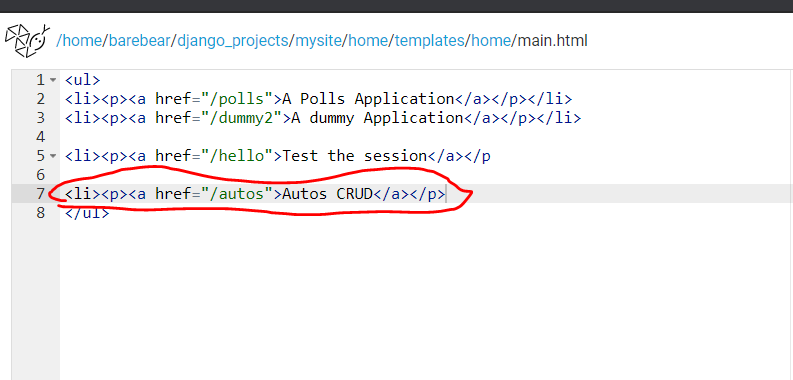 /home/barebear/django_projects/mysite/home/templates/home/main.html
1 <ul>
2 <li><p><a href="/polls">A Polls Application</a></p></li>
3 <li><p><a href="/dummy2">A dummy Application</a></p></li>
4
5 <li><p><a href="/hello">Test the session</a></p
6
7 <li><p><a href="/autos">Autos CRUD</a></p>
8 </ul>